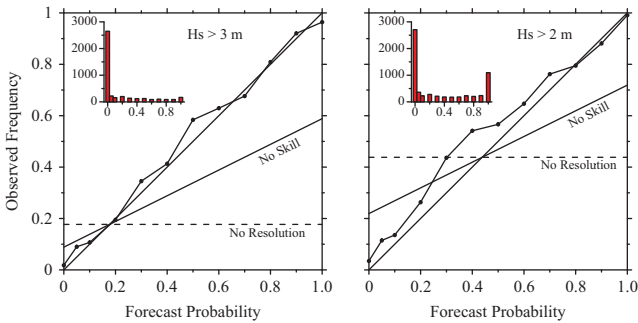 Hs > 3 m
3000
2000
1000
0
0 0.4 0.8
No Skill
No Resolution
1
0.8
0.6
0.4
0.2
0
0 0.2 0.4 0.6 0.8 1.0
Observed Frequency
Forecast Probability
Hs > 2 m
3000
2000
1000
0
0 0.4 0.8
No Skill
No Resolution
0 0.2 0.4 0.6 0.8 1.0
Forecast Probability